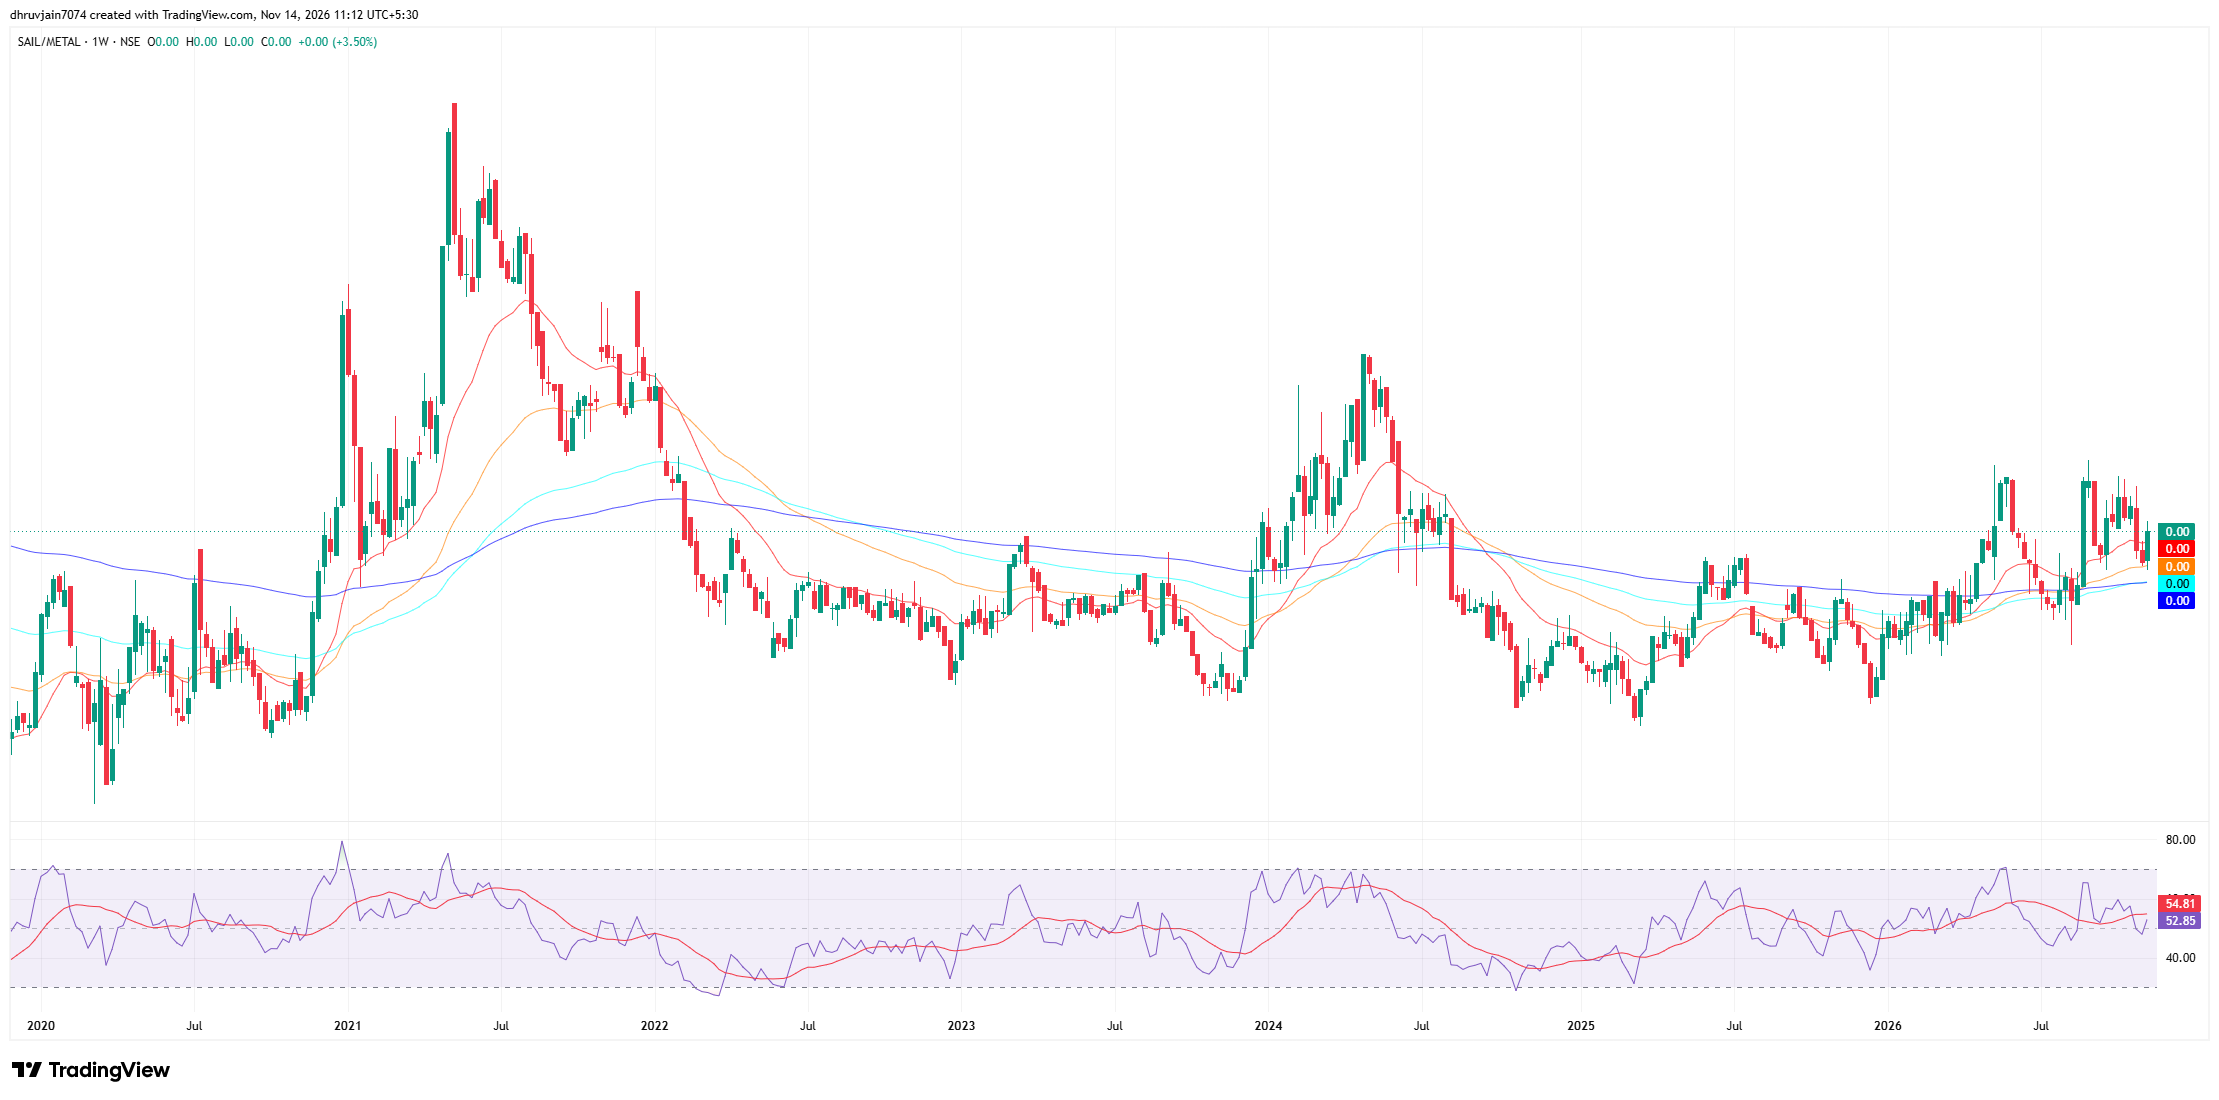 dhruvjain7074 created with TradingView.com, Nov 14, 2026 11:12 UTC+5:30
SAIL/METAL · 1W · NSE O0.00 H0.00 L0.00 C0.00 +0.00 (+3.50%)
0.00
0.00
0.00
0.00
0.00
80.00
54.81
52.85
40.00
2020 Jul 2021 Jul 2022 Jul 2023 Jul 2024 Jul 2025 Jul 2026 Jul
TradingView